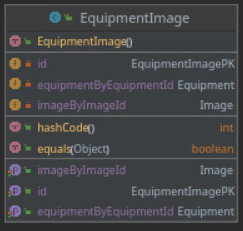 EquipmentImage
EquipmentImage()
id EquipmentImagePK
equipmentByEquipmentId Equipment
imageByImageId Image
hashCode() int
equals(Object) boolean
imageByImageId Image
id EquipmentImagePK
equipmentByEquipmentId Equipment